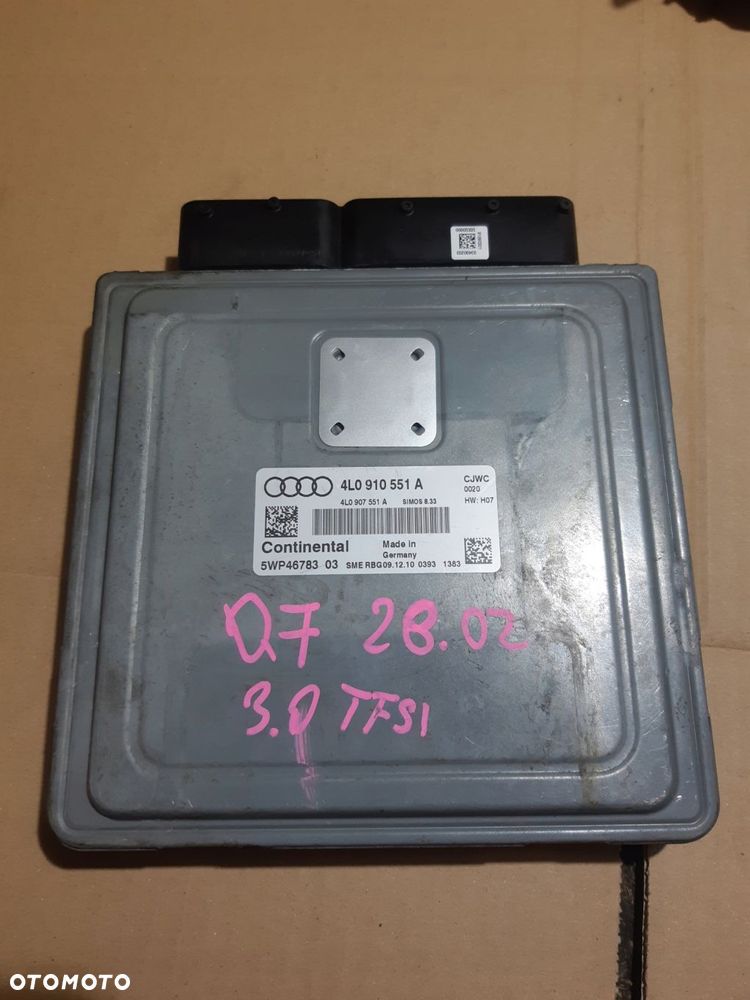 4L0 910 551 A
CJWC
0020
4L0 907 551 A SIMOS 8.33 HW: H07
Continental Made in
Germany
5WP46783 03 SME RBG09.12.10 0393 1383
Q7 28.02
3.0 TFSI
OTOMOTO